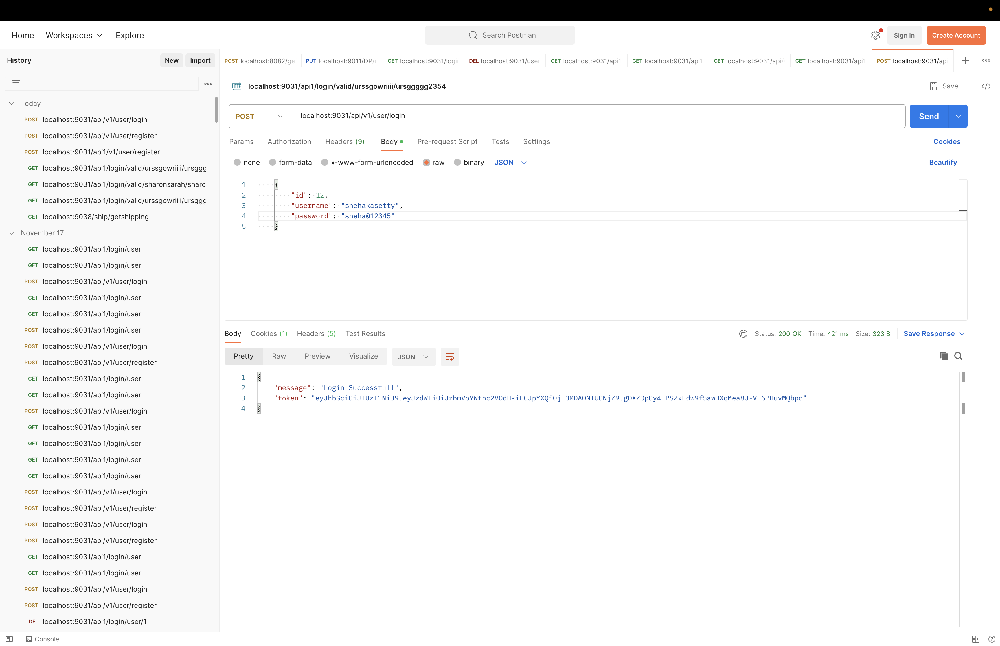 Home Workspaces Explore
Search Postman
Sign In Create Account
History New Import
POST localhost:8082/ge PUT localhost:9011/DP/ GET localhost:9031/logi DEL localhost:9031/user GET localhost:9031/api1 GET localhost:9031/api1 GET localhost:9031/api/ GET localhost:9031/api1 POST localhost:9031/api
HTTP localhost:9031/api1/login/valid/urssgowriiii/ursggggg2354 Save
POST localhost:9031/api/v1/user/login Send
Params Authorization Headers (9) Body Pre-request Script Tests Settings Cookies
none form-data x-www-form-urlencoded raw binary JSON Beautify
1 {
2 "id": 12,
3 "username": "snehakasetty",
4 "password": "sneha@12345"
5 }
Body Cookies (1) Headers (5) Test Results Status: 200 OK Time: 421 ms Size: 323 B Save Response
Pretty Raw Preview Visualize JSON
1 {
2 "message": "Login Successfull",
3 "token": "eyJhbGciOiJIUzI1NiJ9.eyJzdWIiOiJzbmVoYWthc2V0dHkiLCJpYXQiOjE3MDA0NTU0NjZ9.g0XZ0p0y4TPSZxEdw9f5awHXqMea8J-VF6PHuvMQbpo"
4 }
Today
POST localhost:9031/api/v1/user/login
POST localhost:9031/api/v1/user/register
POST localhost:9031/api1/v1/user/register
GET localhost:9031/api1/login/valid/urssgowriiii/ursggg
GET localhost:9031/api1/login/valid/sharonsarah/sharo
GET localhost:9031/api1/login/valid/urssgowriiii/ursggg
GET localhost:9038/ship/getshipping
November 17
GET localhost:9031/api1/login/user
GET localhost:9031/api1/login/user
POST localhost:9031/api/v1/user/login
GET localhost:9031/api1/login/user
GET localhost:9031/api1/login/user
POST localhost:9031/api1/login/user
POST localhost:9031/api/v1/user/login
POST localhost:9031/api/v1/user/register
GET localhost:9031/api1/login/user
GET localhost:9031/api1/login/user
POST localhost:9031/api/v1/user/login
GET localhost:9031/api1/login/user
GET localhost:9031/api1/login/user
GET localhost:9031/api1/login/user
GET localhost:9031/api1/login/user
POST localhost:9031/api/v1/user/login
POST localhost:9031/api/v1/user/register
POST localhost:9031/api/v1/user/login
POST localhost:9031/api/v1/user/register
GET localhost:9031/api1/login/user
GET localhost:9031/api1/login/user
POST localhost:9031/api/v1/user/login
POST localhost:9031/api/v1/user/register
DEL localhost:9031/api1/login/user/1
Console